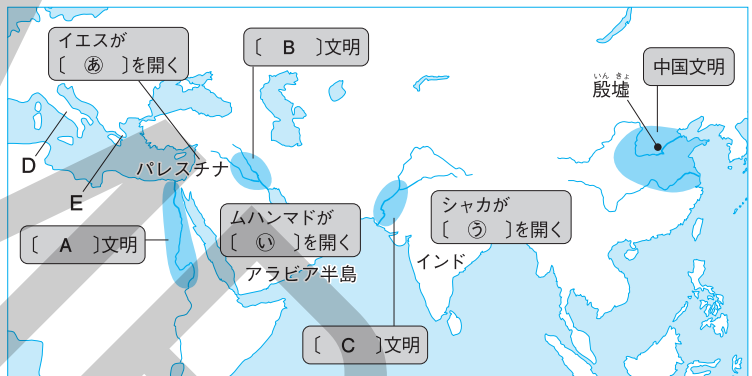 イエスが
〔 あ 〕を開く
〔 B 〕文明
中国文明
いん きょ
殷墟
D
E
パレスチナ
シャカが
〔 う 〕を開く
ムハンマドが
〔 い 〕を開く
〔 A 〕文明
アラビア半島
インド
〔 C 〕文明